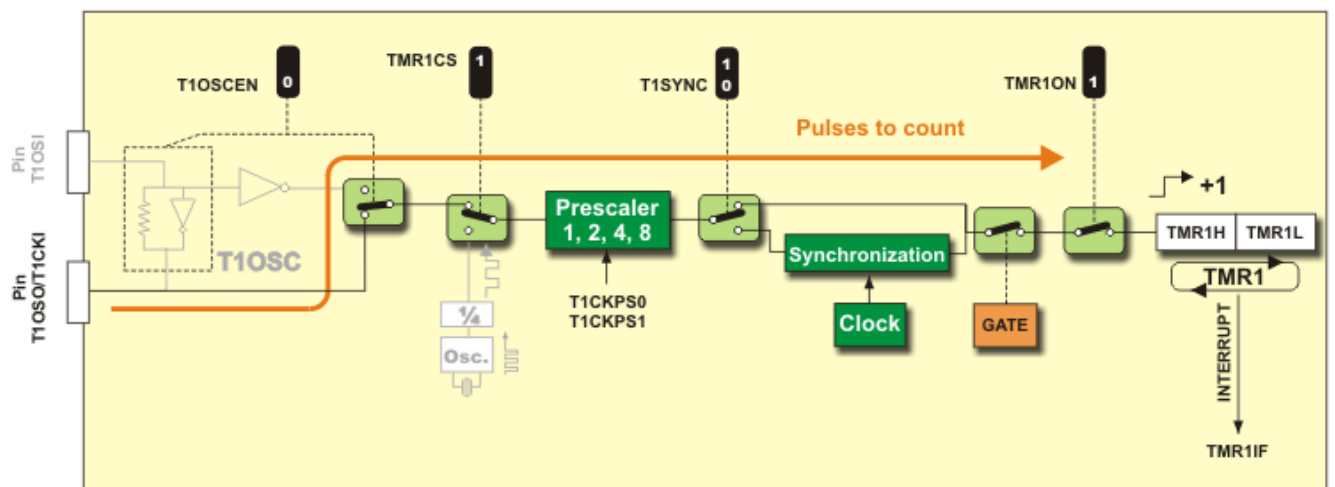 T1OSCEN
0
TMR1CS
1
T1SYNC
1
0
TMR1ON
1
Pulses to count
Pin
T1OSI
T1OSC
Pin
T1OSO/T1CKI
Prescaler
1, 2, 4, 8
T1CKPS0
T1CKPS1
¼
Osc.
Synchronization
Clock
GATE
+1
TMR1H
TMR1L
TMR1
INTERRUPT
TMR1IF